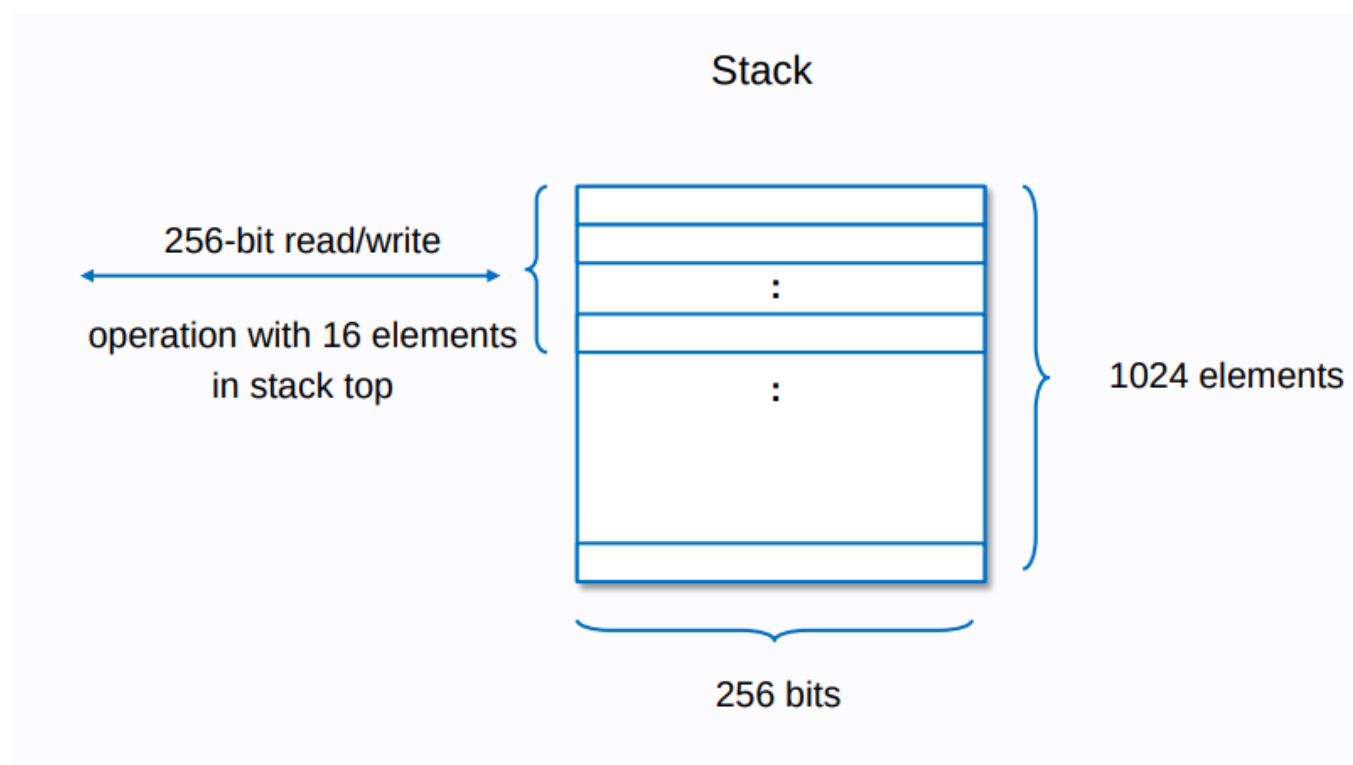 Stack
256-bit read/write
operation with 16 elements
in stack top
:
:
1024 elements
256 bits